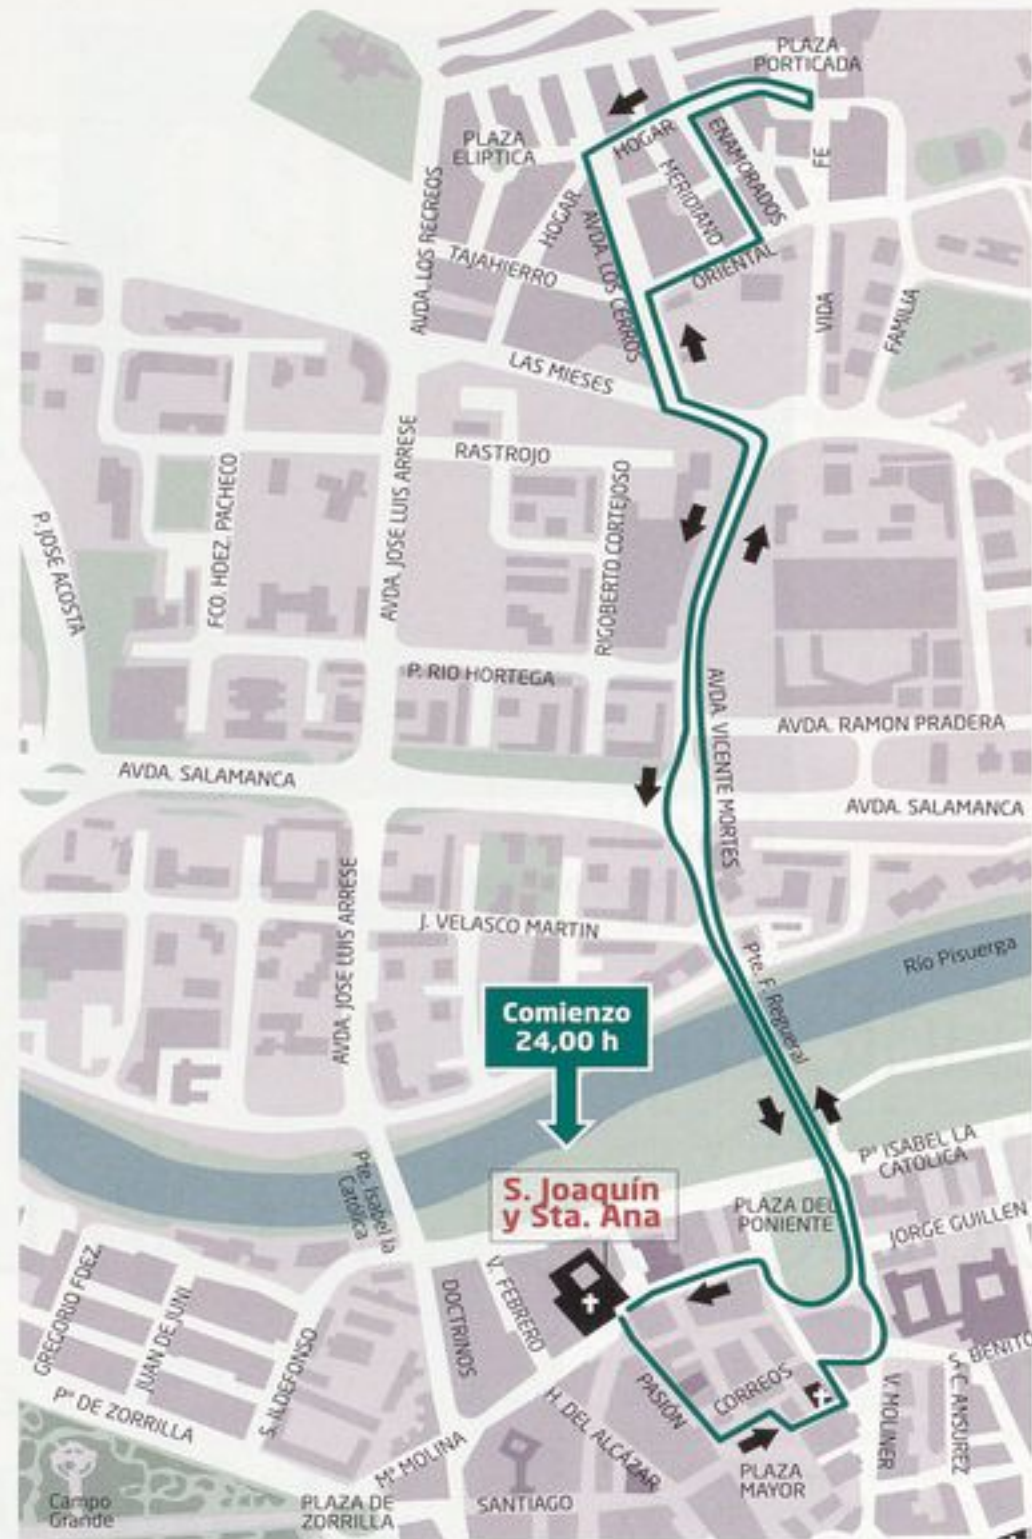 PLAZA
PORTICADA
HOGAR
ENAMORADOS
FE
PLAZA
ELIPTICA
MERIDIANO
HOGAR
AVDA. LOS RECREOS
AVDA. LOS CERROS
TAJAHIERRO
ORIENTAL
VIDA
FAMILIA
LAS MIESES
RASTROJO
FCO. HDEZ. PACHECO
AVDA. JOSE LUIS ARRESE
RIGOBERTO CORTEJOSO
P. JOSE ACOSTA
P. RIO HORTEGA
AVDA. VICENTE MORTES
AVDA. RAMON PRADERA
AVDA. SALAMANCA
AVDA. SALAMANCA
AVDA. JOSE LUIS ARRESE
J. VELASCO MARTIN
Pte. F. Regueral
Río Pisuerga
Comienzo
24,00 h
Pte. Isabel la
Católica
Pº ISABEL LA
CATOLICA
S. Joaquín
y Sta. Ana
PLAZA DEL
PONIENTE
JORGE GUILLEN
GREGORIO FDEZ.
JUAN DE JUNI
S. ILDEFONSO
DOCTRINOS
V. FEBRERO
S. BENITO
Pº DE ZORRILLA
PASIÓN
CORREOS
V. MOLINER
C. ANSUREZ
H. DEL ALCÁZAR
Mª MOLINA
PLAZA
MAYOR
Campo
Grande
PLAZA DE
ZORRILLA
SANTIAGO